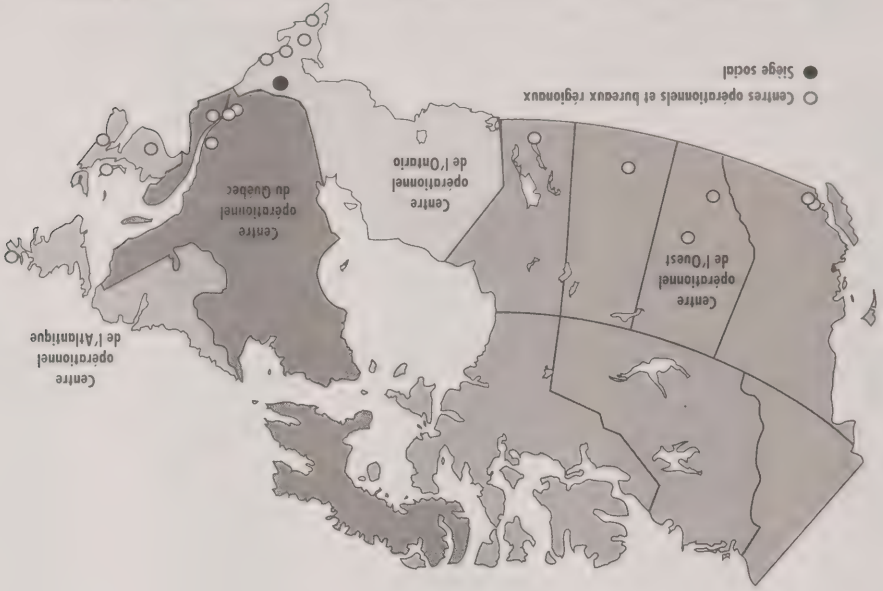 Centre
opérationnel
de l'Atlantique
Centre
opérationnel
de l'Ouest
Centre
opérationnel
du Québec
Centre
opérationnel
de l'Ontario
Centres opérationnels et bureaux régionaux
Siège social